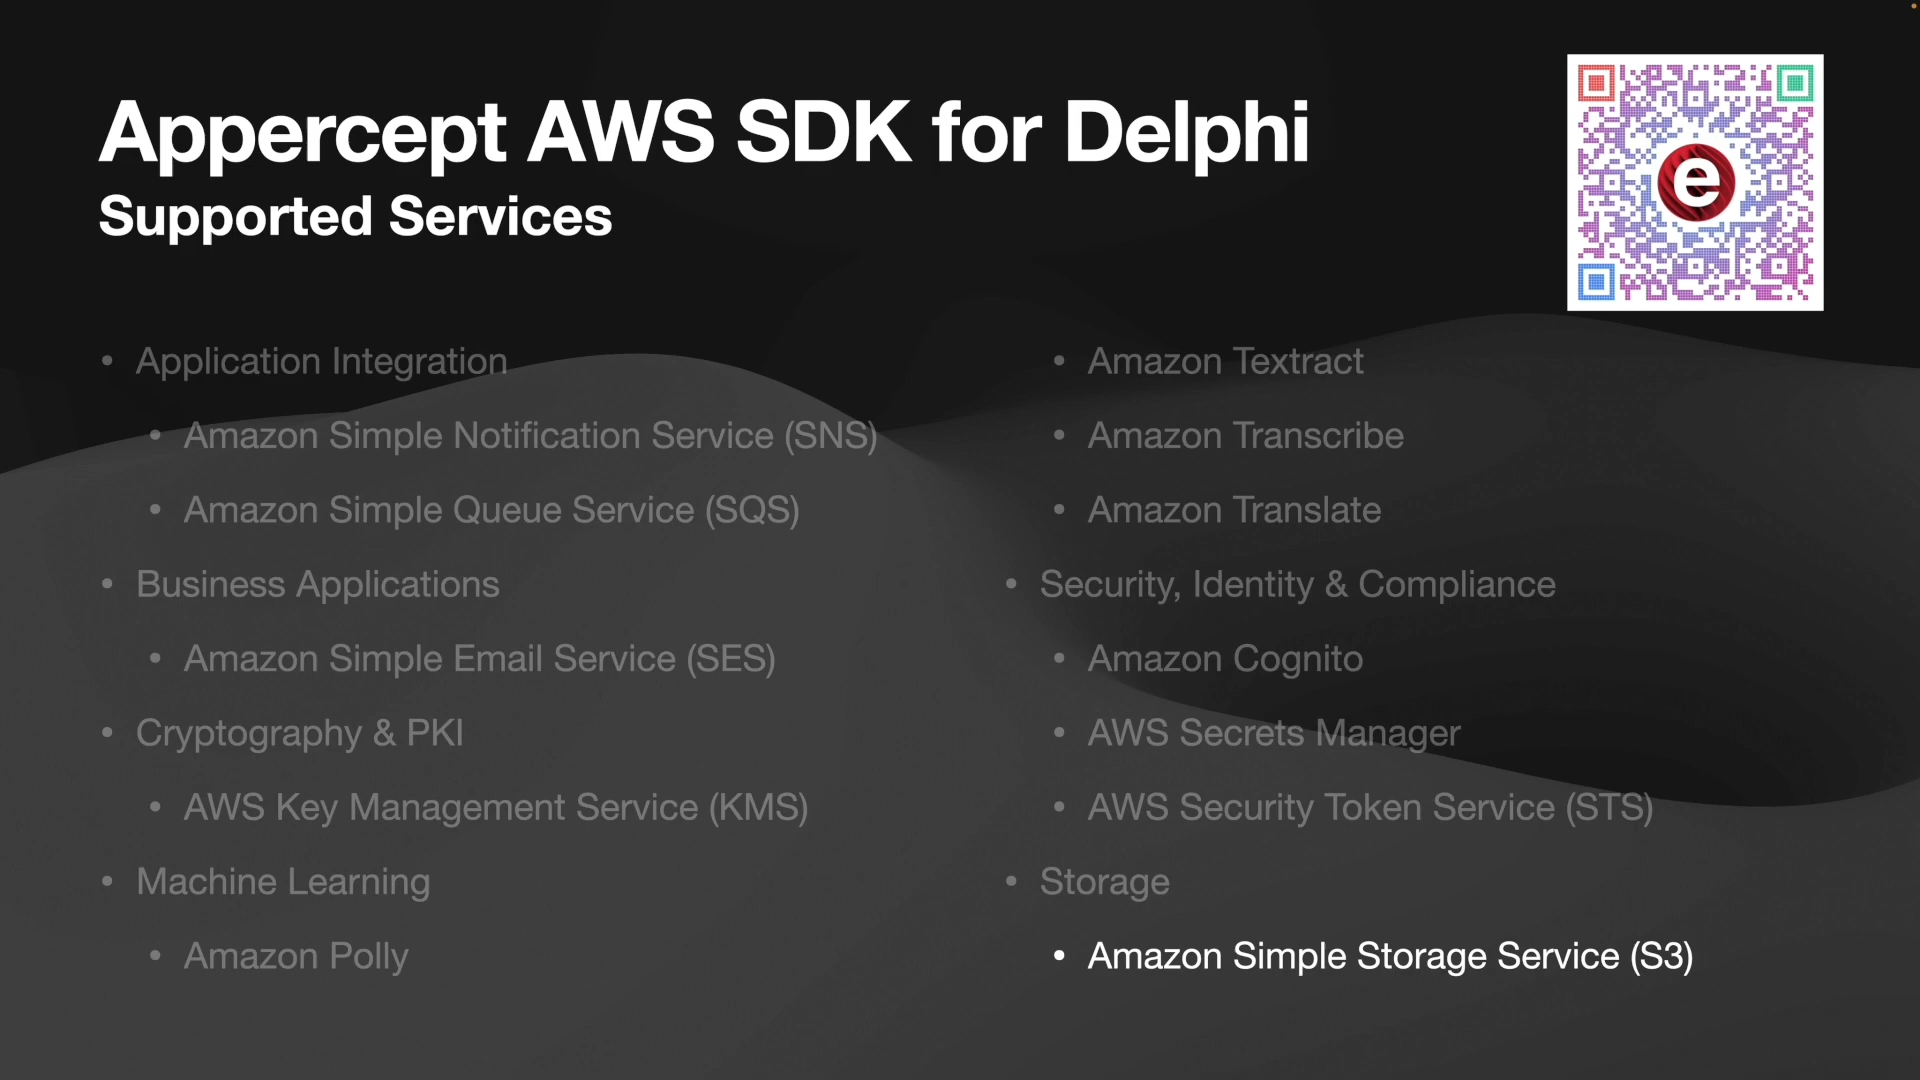 Appercept AWS SDK for Delphi
Supported Services
e
• Application Integration
• Amazon Simple Notification Service (SNS)
• Amazon Simple Queue Service (SQS)
• Business Applications
• Amazon Simple Email Service (SES)
• Cryptography & PKI
• AWS Key Management Service (KMS)
• Machine Learning
• Amazon Polly
• Amazon Textract
• Amazon Transcribe
• Amazon Translate
• Security, Identity & Compliance
• Amazon Cognito
• AWS Secrets Manager
• AWS Security Token Service (STS)
• Storage
• Amazon Simple Storage Service (S3)